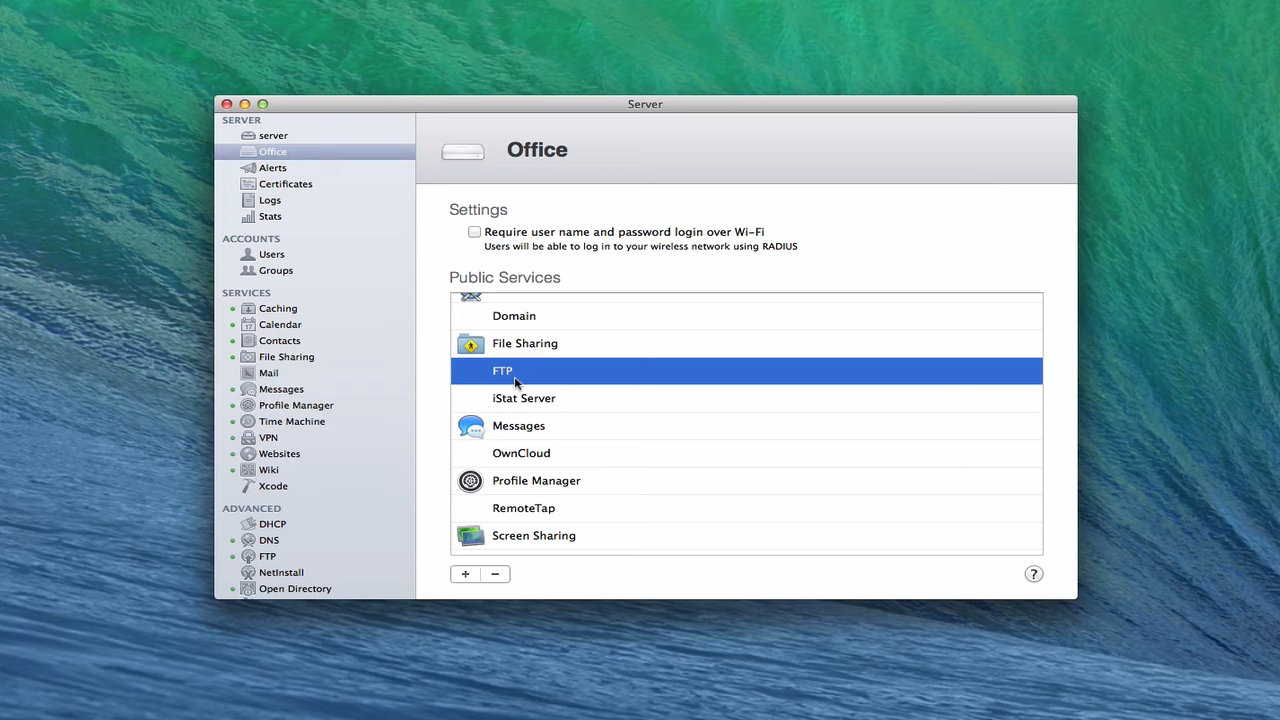 Server
SERVER
server
Office
Alerts
Certificates
Logs
Stats
ACCOUNTS
Users
Groups
SERVICES
Caching
17
Calendar
Contacts
File Sharing
Mail
Messages
Profile Manager
Time Machine
VPN
Websites
Wiki
Xcode
ADVANCED
DHCP
DNS
FTP
NetInstall
Open Directory
Office
Settings
Require user name and password login over Wi-Fi
Users will be able to log in to your wireless network using RADIUS
Public Services
Domain
File Sharing
FTP
iStat Server
Messages
OwnCloud
Profile Manager
RemoteTap
Screen Sharing
+ −
?